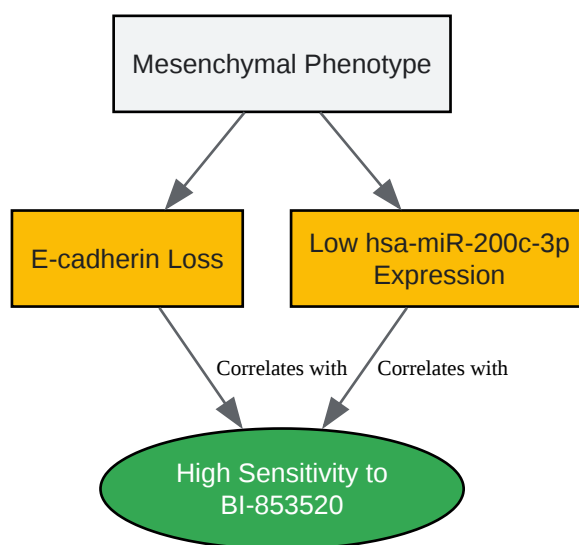 Mesenchymal Phenotype
E-cadherin Loss
Low hsa-miR-200c-3p
Expression
Correlates with
Correlates with
High Sensitivity to
BI-853520